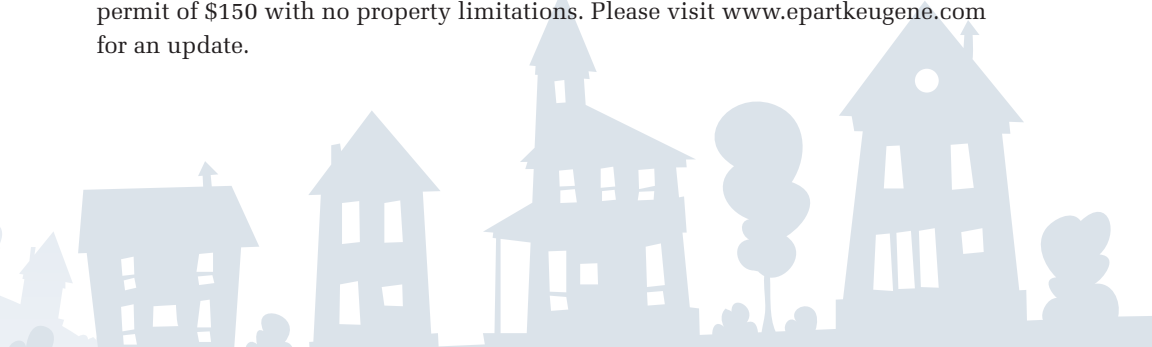 permit of $150 with no property limitations. Please visit www.epartkeugene.com
for an update.